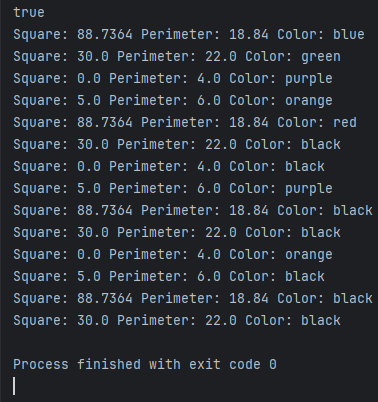 true
Square: 88.7364 Perimeter: 18.84 Color: blue
Square: 30.0 Perimeter: 22.0 Color: green
Square: 0.0 Perimeter: 4.0 Color: purple
Square: 5.0 Perimeter: 6.0 Color: orange
Square: 88.7364 Perimeter: 18.84 Color: red
Square: 30.0 Perimeter: 22.0 Color: black
Square: 0.0 Perimeter: 4.0 Color: black
Square: 5.0 Perimeter: 6.0 Color: purple
Square: 88.7364 Perimeter: 18.84 Color: black
Square: 30.0 Perimeter: 22.0 Color: black
Square: 0.0 Perimeter: 4.0 Color: orange
Square: 5.0 Perimeter: 6.0 Color: black
Square: 88.7364 Perimeter: 18.84 Color: black
Square: 30.0 Perimeter: 22.0 Color: black
Process finished with exit code 0